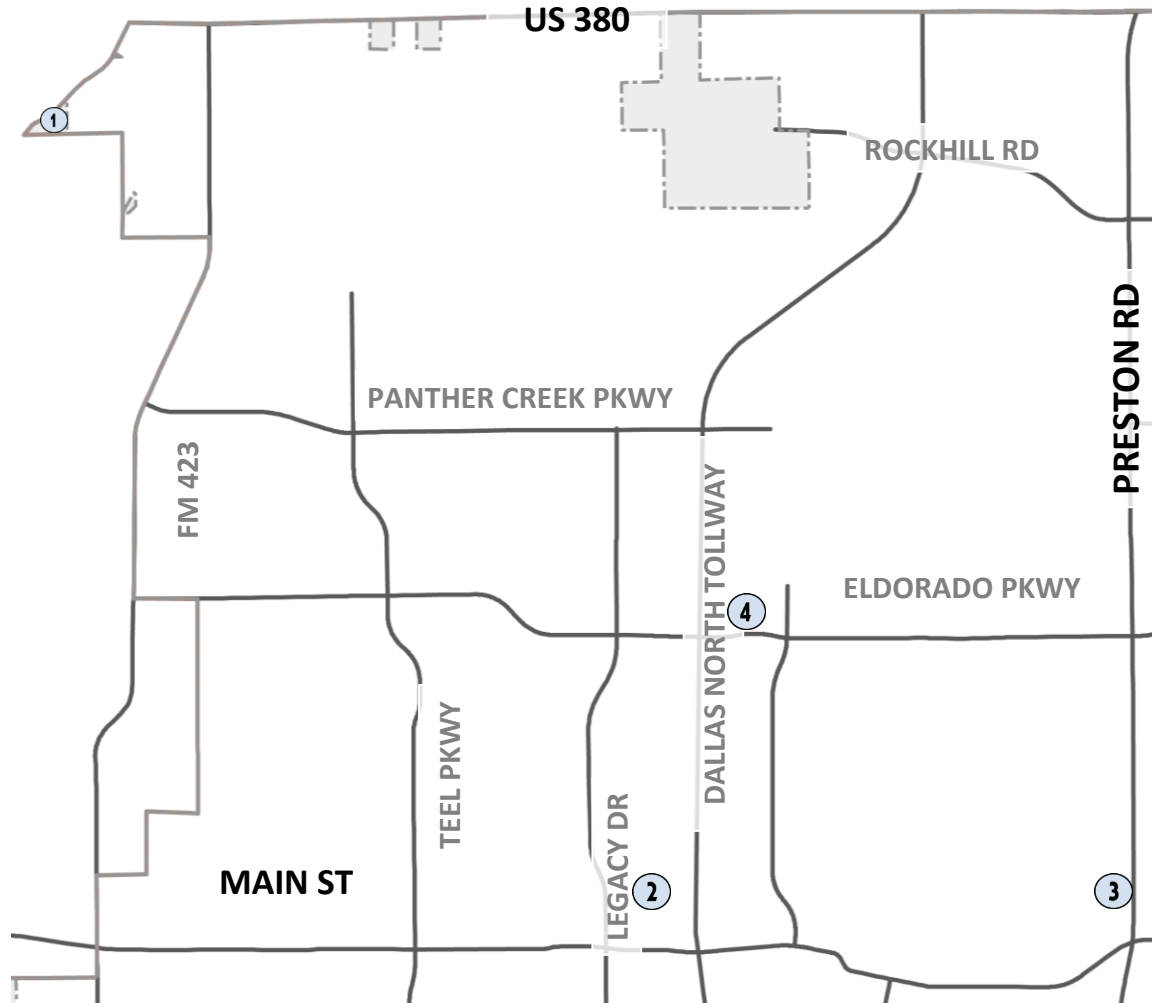 US 380
1
ROCKHILL RD
PRESTON RD
PANTHER CREEK PKWY
FM 423
DALLAS NORTH TOLLWAY
ELDORADO PKWY
4
TEEL PKWY
LEGACY DR
MAIN ST
2
3